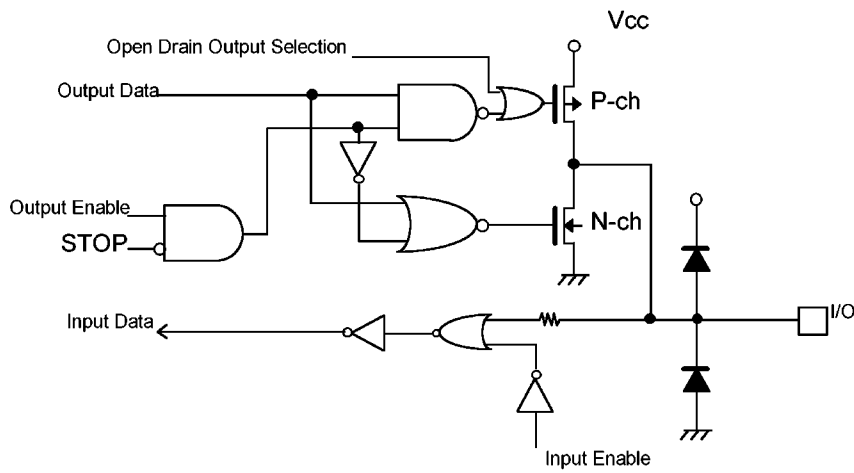 Vcc
Open Drain Output Selection
Output Data
P-ch
Output Enable
STOP
N-ch
Input Data
I/O
Input Enable